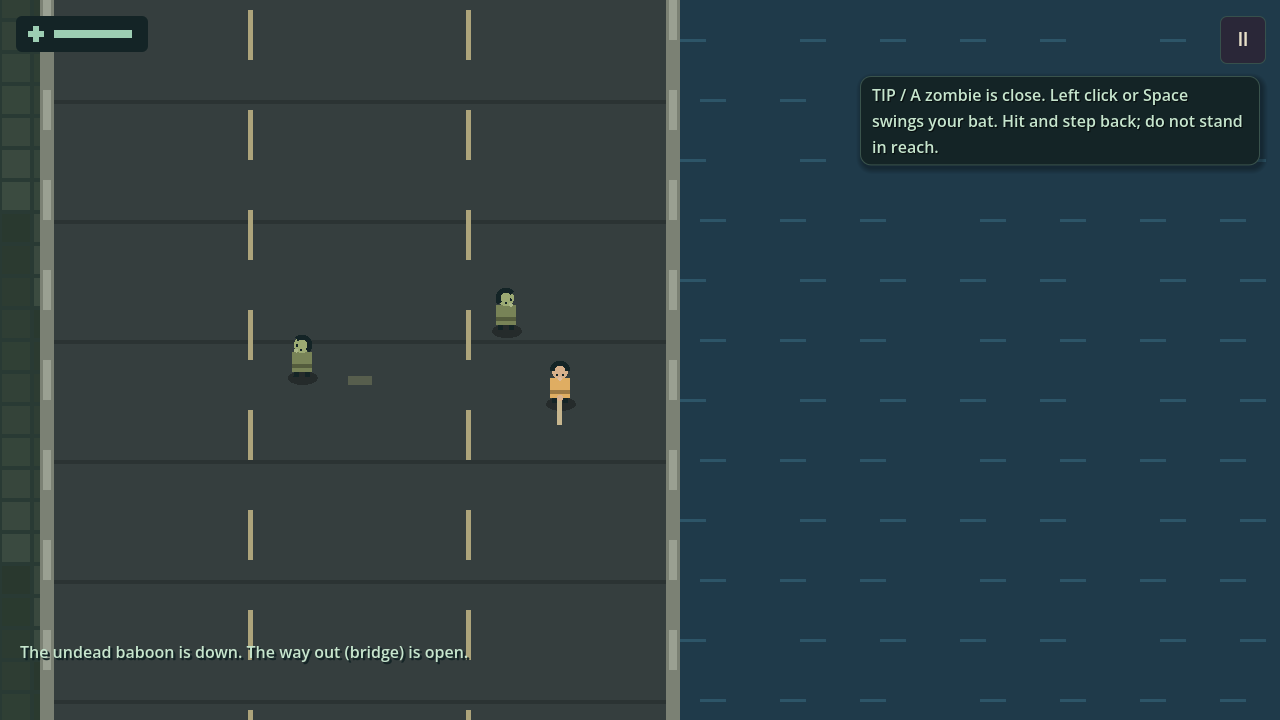 TIP / A zombie is close. Left click or Space
swings your bat. Hit and step back; do not stand
in reach.
The undead baboon is down. The way out (bridge) is open.